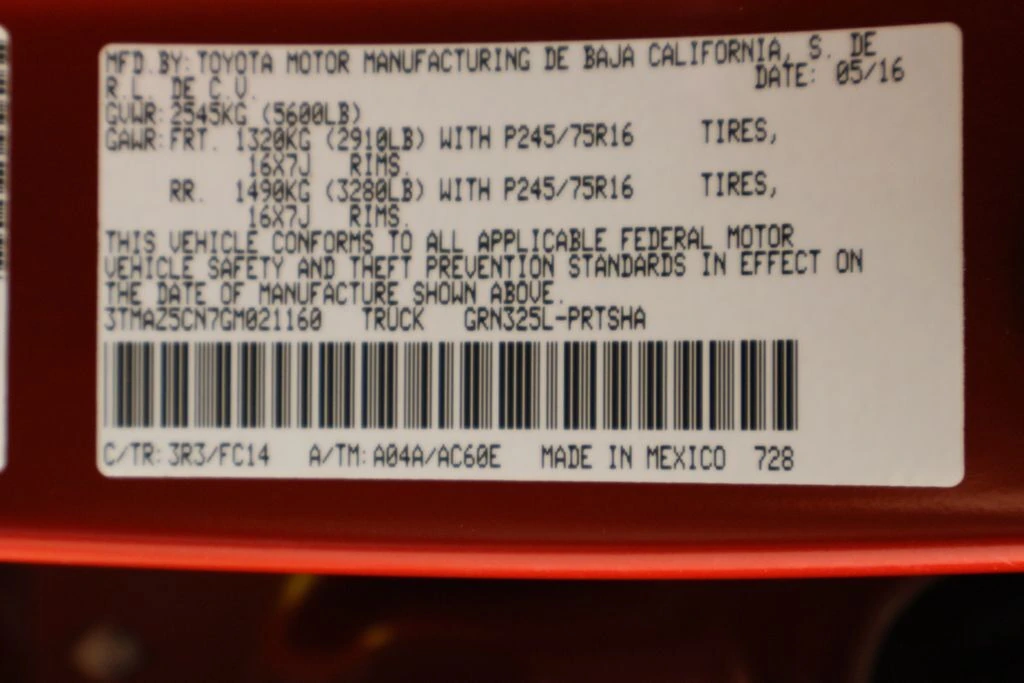 MFD. BY: TOYOTA MOTOR MANUFACTURING DE BAJA CALIFORNIA, S. DE
R.L. DE C.V. DATE: 05/16
GVWR: 2545KG (5600LB)
GAWR: FRT. 1320KG (2910LB) WITH P245/75R16 TIRES,
16X7J RIMS.
RR. 1490KG (3280LB) WITH P245/75R16 TIRES,
16X7J RIMS.
THIS VEHICLE CONFORMS TO ALL APPLICABLE FEDERAL MOTOR
VEHICLE SAFETY AND THEFT PREVENTION STANDARDS IN EFFECT ON
THE DATE OF MANUFACTURE SHOWN ABOVE.
3TMAZ5CN7GM021160 TRUCK GRN325L-PRTSHA
C/TR: 3R3/FC14 A/TM: A04A/AC60E MADE IN MEXICO 728